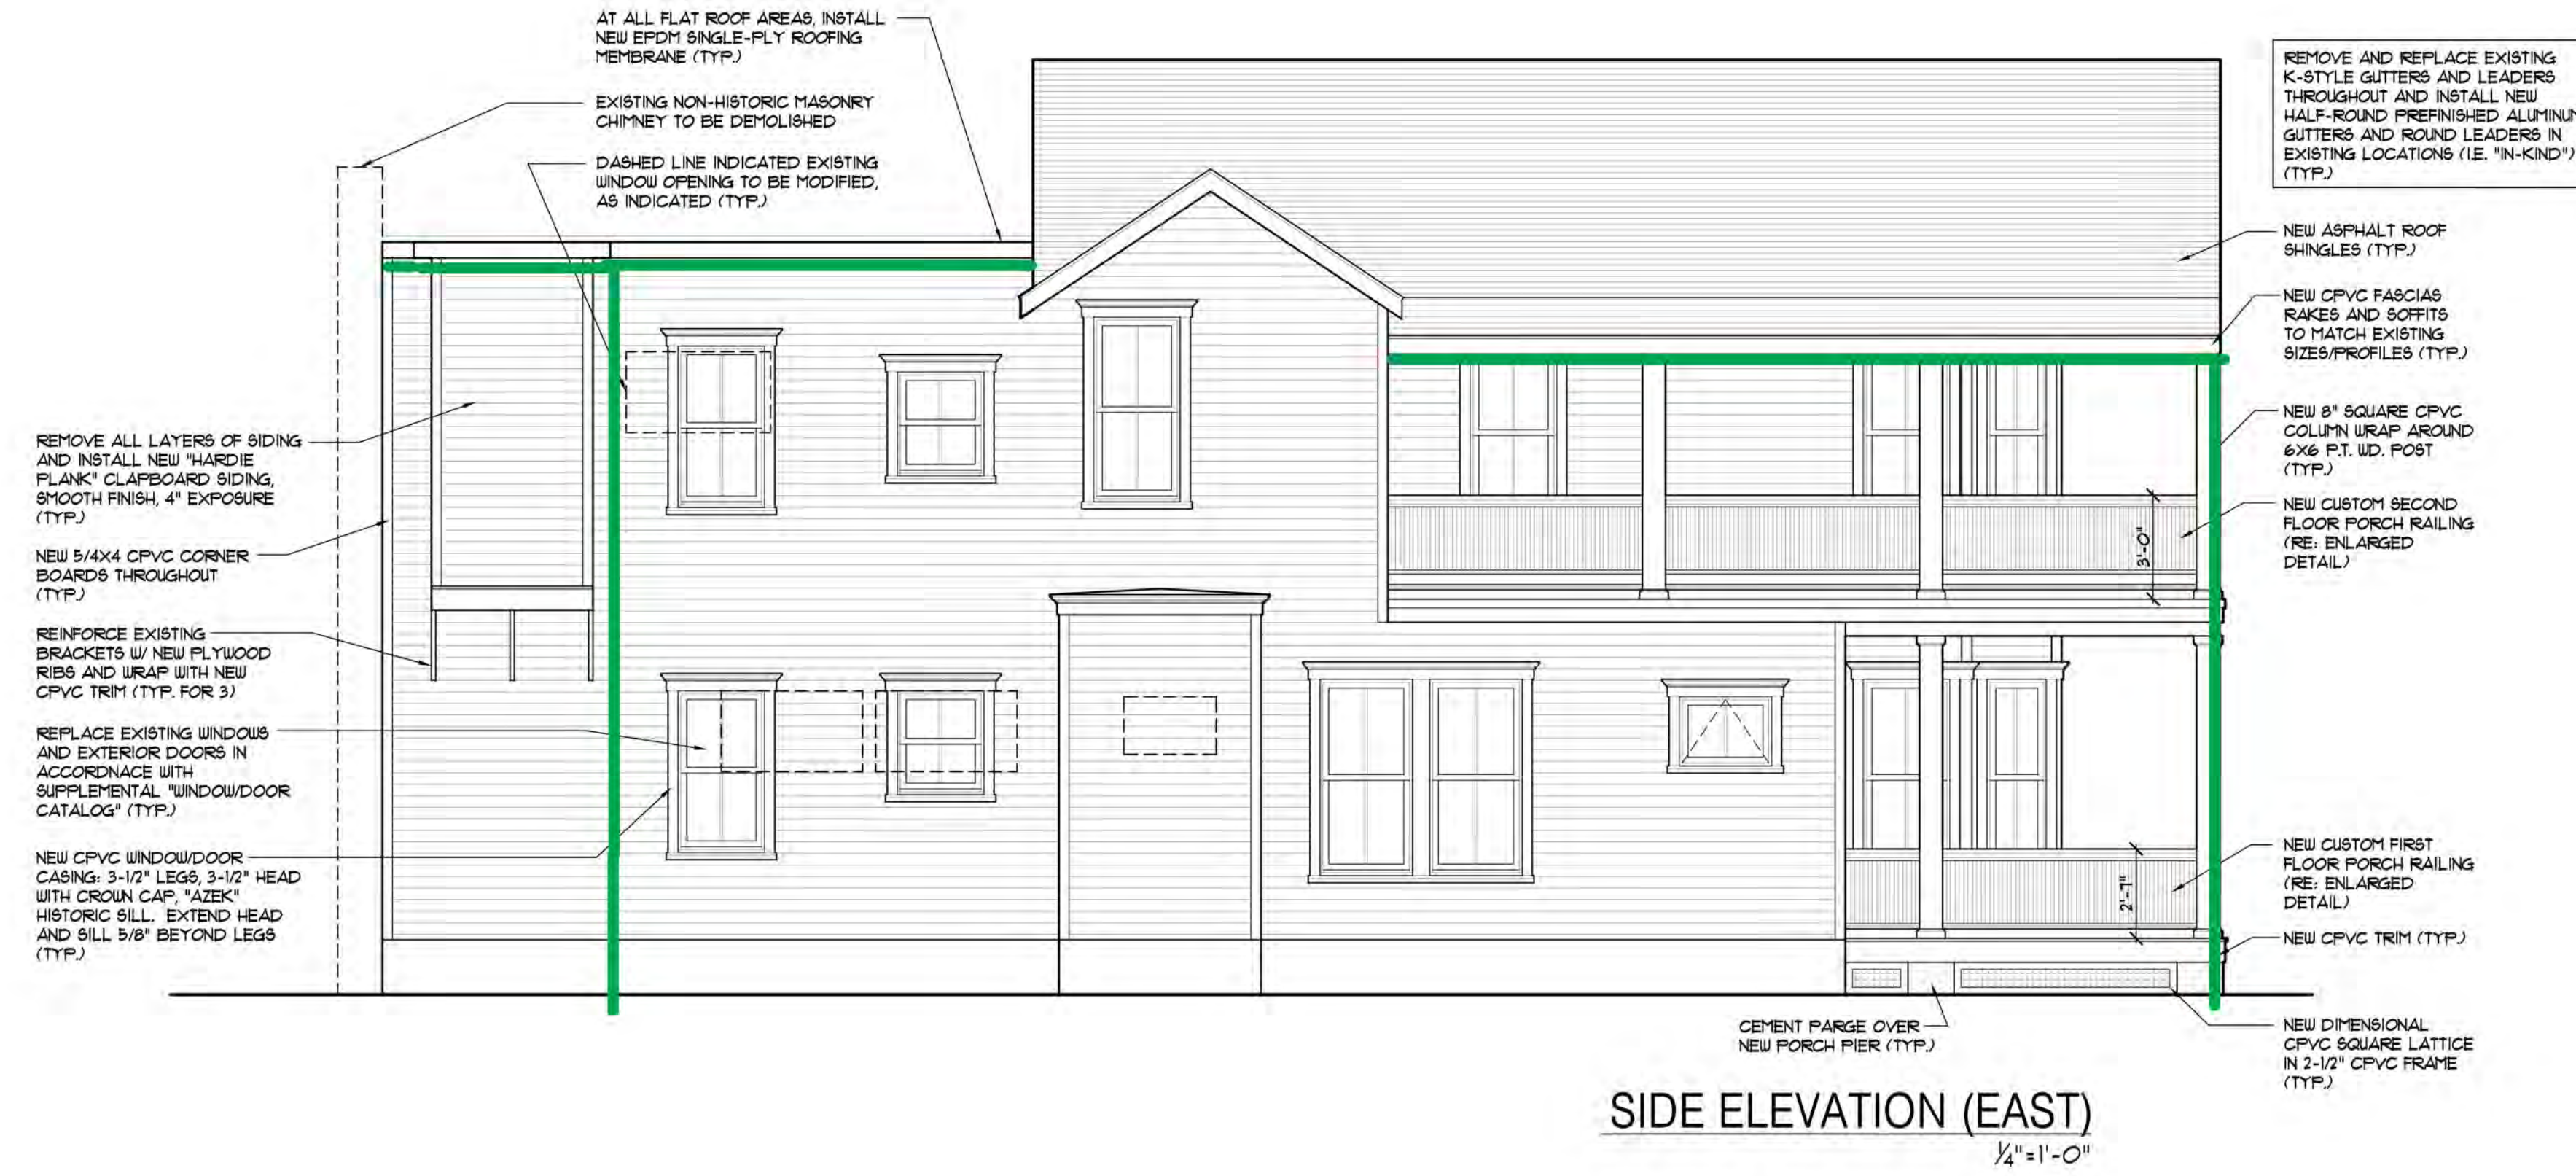 AT ALL FLAT ROOF AREAS, INSTALL
NEW EPDM SINGLE-PLY ROOFING
MEMBRANE (TYP.)
EXISTING NON-HISTORIC MASONRY
CHIMNEY TO BE DEMOLISHED
DASHED LINE INDICATED EXISTING
WINDOW OPENING TO BE MODIFIED,
AS INDICATED (TYP.)
REMOVE ALL LAYERS OF SIDING
AND INSTALL NEW "HARDIE
PLANK" CLAPBOARD SIDING,
SMOOTH FINISH, 4" EXPOSURE
(TYP.)
NEW 5/4X4 CPVC CORNER
BOARDS THROUGHOUT
(TYP.)
REINFORCE EXISTING
BRACKETS W/ NEW PLYWOOD
RIBS AND WRAP WITH NEW
CPVC TRIM (TYP. FOR 3)
REPLACE EXISTING WINDOWS
AND EXTERIOR DOORS IN
ACCORDNACE WITH
SUPPLEMENTAL "WINDOW/DOOR
CATALOG" (TYP.)
NEW CPVC WINDOW/DOOR
CASING: 3-1/2" LEGS, 3-1/2" HEAD
WITH CROWN CAP, "AZEK"
HISTORIC SILL. EXTEND HEAD
AND SILL 5/8" BEYOND LEGS
(TYP.)
REMOVE AND REPLACE EXISTING
K-STYLE GUTTERS AND LEADERS
THROUGHOUT AND INSTALL NEW
HALF-ROUND PREFINISHED ALUMINUM
GUTTERS AND ROUND LEADERS IN
EXISTING LOCATIONS (I.E. "IN-KIND")
(TYP.)
NEW ASPHALT ROOF
SHINGLES (TYP.)
NEW CPVC FASCIAS
RAKES AND SOFFITS
TO MATCH EXISTING
SIZES/PROFILES (TYP.)
NEW 8" SQUARE CPVC
COLUMN WRAP AROUND
6X6 P.T. WD. POST
(TYP.)
NEW CUSTOM SECOND
FLOOR PORCH RAILING
(RE: ENLARGED
DETAIL)
3'-0"
NEW CUSTOM FIRST
FLOOR PORCH RAILING
(RE: ENLARGED
DETAIL)
2'-7"
NEW CPVC TRIM (TYP.)
CEMENT PARGE OVER
NEW PORCH PIER (TYP.)
NEW DIMENSIONAL
CPVC SQUARE LATTICE
IN 2-1/2" CPVC FRAME
(TYP.)
SIDE ELEVATION (EAST)
1/4"=1'-0"